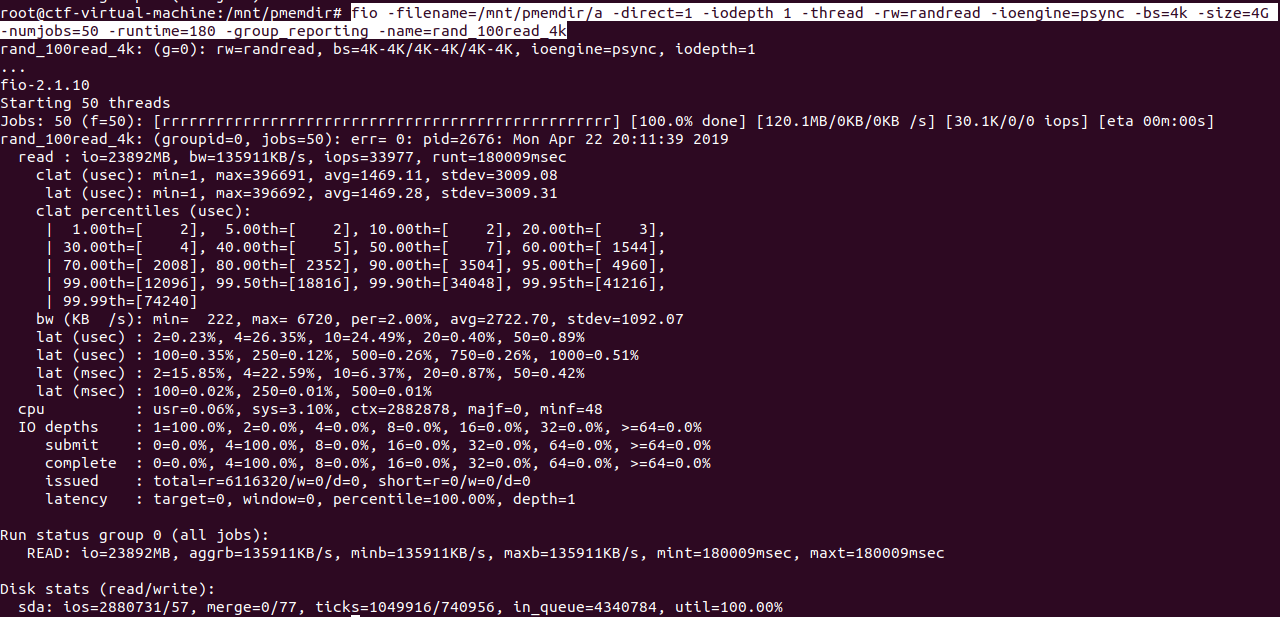 root@ctf-virtual-machine:/mnt/pmemdir# fio -filename=/mnt/pmemdir/a -direct=1 -iodepth 1 -thread -rw=randread -ioengine=psync -bs=4k -size=4G
-numjobs=50 -runtime=180 -group_reporting -name=rand_100read_4k
rand_100read_4k: (g=0): rw=randread, bs=4K-4K/4K-4K/4K-4K, ioengine=psync, iodepth=1
...
fio-2.1.10
Starting 50 threads
Jobs: 50 (f=50): [rrrrrrrrrrrrrrrrrrrrrrrrrrrrrrrrrrrrrrrrrrrrrrrrrr] [100.0% done] [120.1MB/0KB/0KB /s] [30.1K/0/0 iops] [eta 00m:00s]
rand_100read_4k: (groupid=0, jobs=50): err= 0: pid=2676: Mon Apr 22 20:11:39 2019
  read : io=23892MB, bw=135911KB/s, iops=33977, runt=180009msec
    clat (usec): min=1, max=396691, avg=1469.11, stdev=3009.08
     lat (usec): min=1, max=396692, avg=1469.28, stdev=3009.31
    clat percentiles (usec):
     |  1.00th=[    2],  5.00th=[    2], 10.00th=[    2], 20.00th=[    3],
     | 30.00th=[    4], 40.00th=[    5], 50.00th=[    7], 60.00th=[ 1544],
     | 70.00th=[ 2008], 80.00th=[ 2352], 90.00th=[ 3504], 95.00th=[ 4960],
     | 99.00th=[12096], 99.50th=[18816], 99.90th=[34048], 99.95th=[41216],
     | 99.99th=[74240]
    bw (KB  /s): min=  222, max= 6720, per=2.00%, avg=2722.70, stdev=1092.07
    lat (usec) : 2=0.23%, 4=26.35%, 10=24.49%, 20=0.40%, 50=0.89%
    lat (usec) : 100=0.35%, 250=0.12%, 500=0.26%, 750=0.26%, 1000=0.51%
    lat (msec) : 2=15.85%, 4=22.59%, 10=6.37%, 20=0.87%, 50=0.42%
    lat (msec) : 100=0.02%, 250=0.01%, 500=0.01%
  cpu          : usr=0.06%, sys=3.10%, ctx=2882878, majf=0, minf=48
  IO depths    : 1=100.0%, 2=0.0%, 4=0.0%, 8=0.0%, 16=0.0%, 32=0.0%, >=64=0.0%
     submit    : 0=0.0%, 4=100.0%, 8=0.0%, 16=0.0%, 32=0.0%, 64=0.0%, >=64=0.0%
     complete  : 0=0.0%, 4=100.0%, 8=0.0%, 16=0.0%, 32=0.0%, 64=0.0%, >=64=0.0%
     issued    : total=r=6116320/w=0/d=0, short=r=0/w=0/d=0
     latency   : target=0, window=0, percentile=100.00%, depth=1

Run status group 0 (all jobs):
   READ: io=23892MB, aggrb=135911KB/s, minb=135911KB/s, maxb=135911KB/s, mint=180009msec, maxt=180009msec

Disk stats (read/write):
  sda: ios=2880731/57, merge=0/77, ticks=1049916/740956, in_queue=4340784, util=100.00%